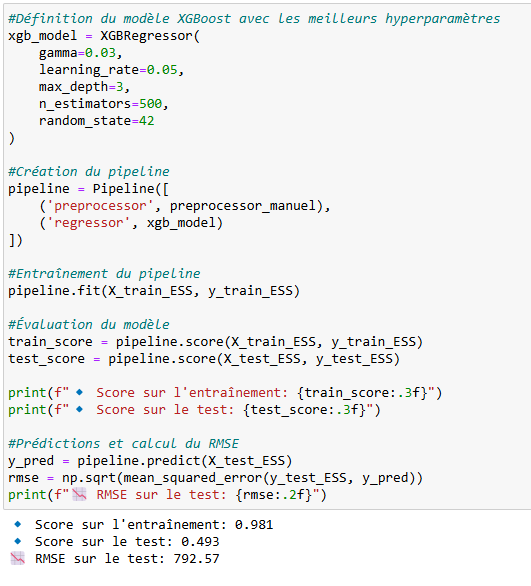 #Définition du modèle XGBoost avec les meilleurs hyperparamètres
xgb_model = XGBRegressor(
    gamma=0.03,
    learning_rate=0.05,
    max_depth=3,
    n_estimators=500,
    random_state=42
)

#Création du pipeline
pipeline = Pipeline([
    ('preprocessor', preprocessor_manuel),
    ('regressor', xgb_model)
])

#Entraînement du pipeline
pipeline.fit(X_train_ESS, y_train_ESS)

#Évaluation du modèle
train_score = pipeline.score(X_train_ESS, y_train_ESS)
test_score = pipeline.score(X_test_ESS, y_test_ESS)

print(f"🔹 Score sur l'entraînement: {train_score:.3f}")
print(f"🔹 Score sur le test: {test_score:.3f}")

#Prédictions et calcul du RMSE
y_pred = pipeline.predict(X_test_ESS)
rmse = np.sqrt(mean_squared_error(y_test_ESS, y_pred))
print(f"📉 RMSE sur le test: {rmse:.2f}")

🔹 Score sur l'entraînement: 0.981
🔹 Score sur le test: 0.493
📉 RMSE sur le test: 792.57